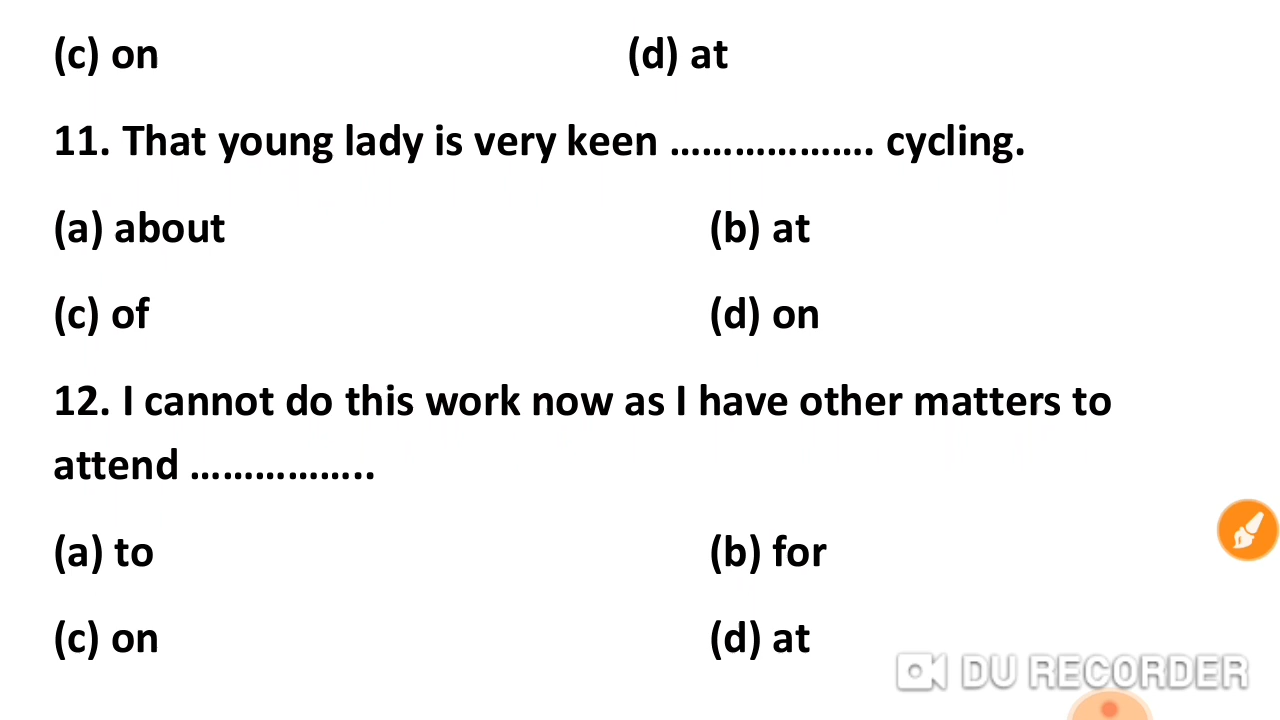 (c) on (d) at
11. That young lady is very keen ………………. cycling.
(a) about (b) at
(c) of (d) on
12. I cannot do this work now as I have other matters to
attend ……………..
(a) to (b) for
(c) on (d) at
DU RECORDER